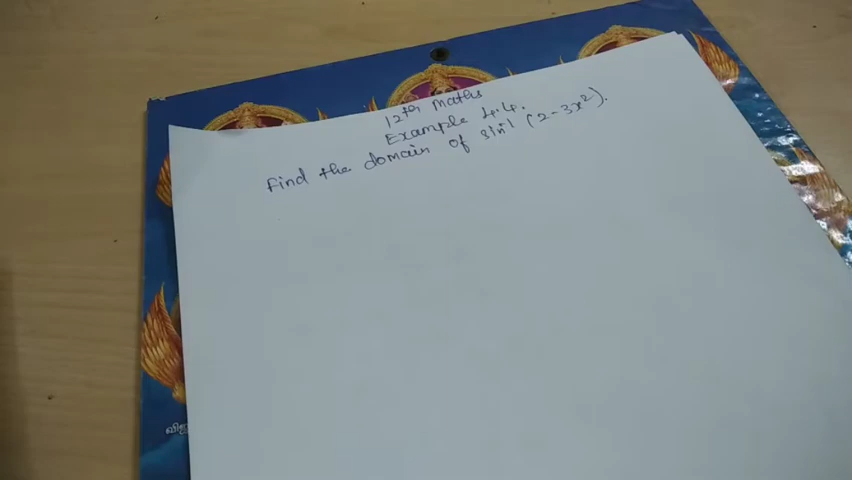 12th Maths
Example 4.4.
Find the domain of sin⁻¹ (2-3x²).